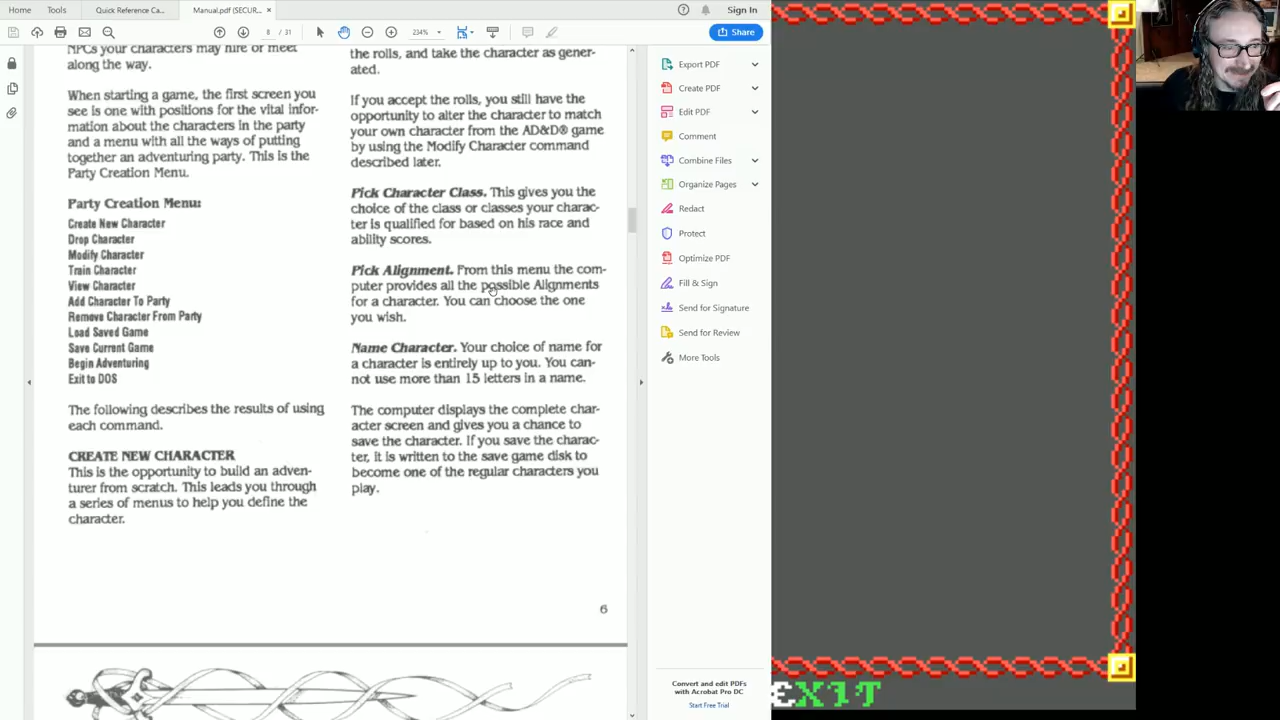 Home
Tools
Quick Reference Ca...
Manual.pdf (SECUR... ×
Sign In
8 / 31
234%
Share
NPCs your characters may hire or meet
along the way.
When starting a game, the first screen you
see is one with positions for the vital infor-
mation about the characters in the party
and a menu with all the ways of putting
together an adventuring party. This is the
Party Creation Menu.
Party Creation Menu:
Create New Character
Drop Character
Modify Character
Train Character
View Character
Add Character To Party
Remove Character From Party
Load Saved Game
Save Current Game
Begin Adventuring
Exit to DOS
The following describes the results of using
each command.
CREATE NEW CHARACTER
This is the opportunity to build an adven-
turer from scratch. This leads you through
a series of menus to help you define the
character.
the rolls, and take the character as gener-
ated.
If you accept the rolls, you still have the
opportunity to alter the character to match
your own character from the AD&D® game
by using the Modify Character command
described later.
Pick Character Class. This gives you the
choice of the class or classes your charac-
ter is qualified for based on his race and
ability scores.
Pick Alignment. From this menu the com-
puter provides all the possible Alignments
for a character. You can choose the one
you wish.
Name Character. Your choice of name for
a character is entirely up to you. You can-
not use more than 15 letters in a name.
The computer displays the complete char-
acter screen and gives you a chance to
save the character. If you save the charac-
ter, it is written to the save game disk to
become one of the regular characters you
play.
6
Export PDF
Create PDF
Edit PDF
Comment
Combine Files
Organize Pages
Redact
Protect
Optimize PDF
Fill & Sign
Send for Signature
Send for Review
More Tools
Convert and edit PDFs
with Acrobat Pro DC
Start Free Trial
EXIT